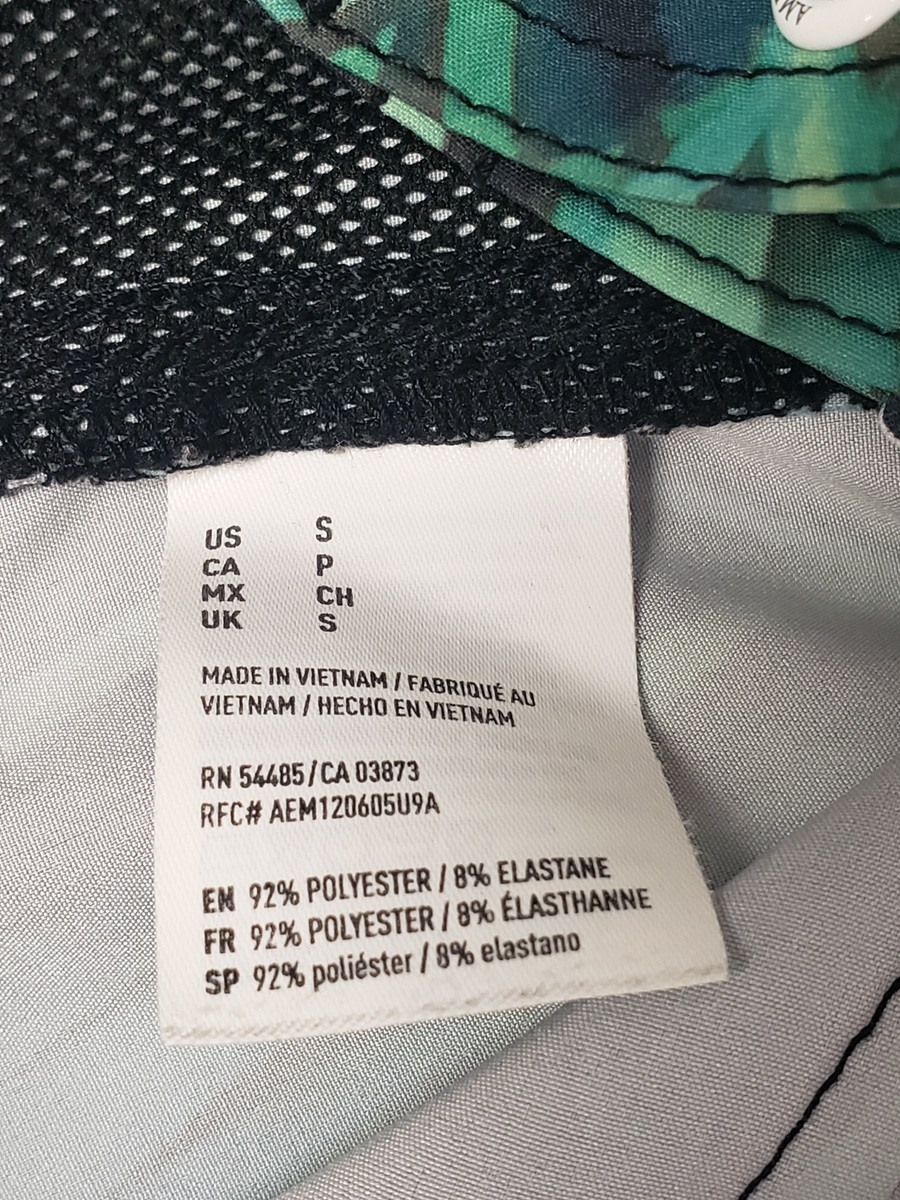 AM
US S
CA P
MX CH
UK S
MADE IN VIETNAM / FABRIQUÉ AU
VIETNAM / HECHO EN VIETNAM
RN 54485/CA 03873
RFC# AEM120605U9A
EN 92% POLYESTER / 8% ELASTANE
FR 92% POLYESTER / 8% ÉLASTHANNE
SP 92% poliéster / 8% elastano